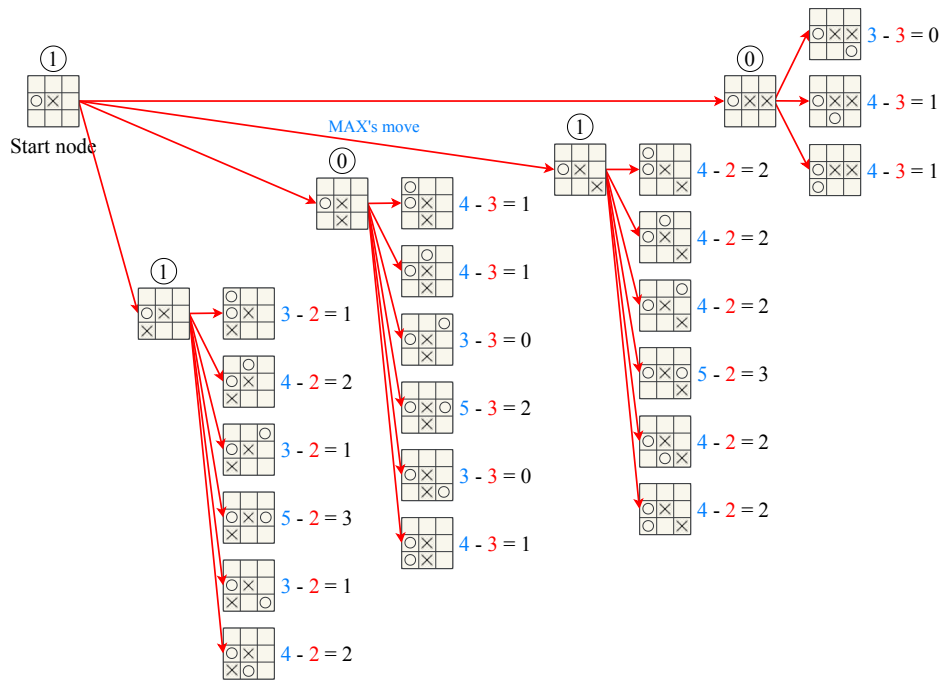 1
Start node
MAX's move
0
3 - 3 = 0
4 - 3 = 1
4 - 3 = 1
1
4 - 2 = 2
4 - 2 = 2
4 - 2 = 2
5 - 2 = 3
4 - 2 = 2
4 - 2 = 2
0
4 - 3 = 1
4 - 3 = 1
3 - 3 = 0
5 - 3 = 2
3 - 3 = 0
4 - 3 = 1
1
3 - 2 = 1
4 - 2 = 2
3 - 2 = 1
5 - 2 = 3
3 - 2 = 1
4 - 2 = 2